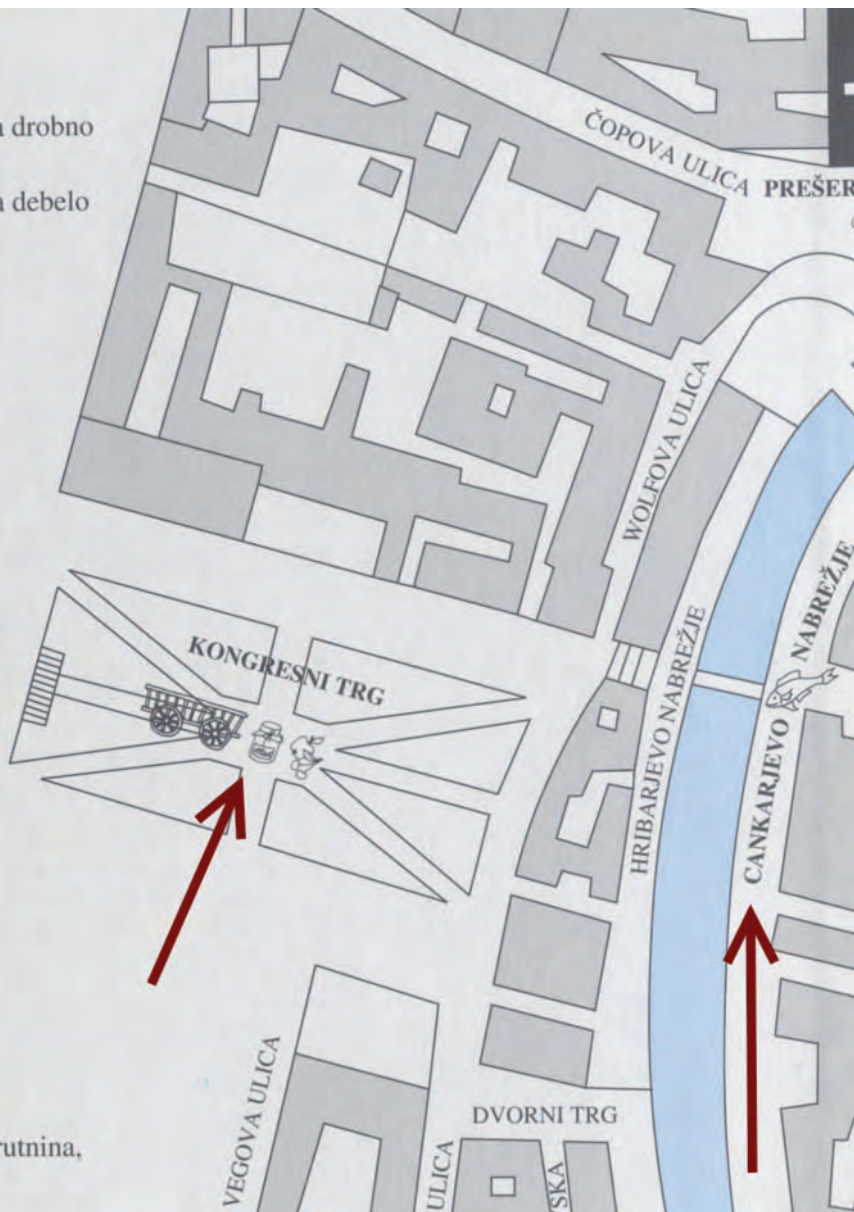 a drobno
a debelo
ČOPOVA ULICA
PREŠER
WOLFOVA ULICA
NABREŽJE
KONGRESNI TRG
HRIBARJEVO NABREŽJE
CANKARJEVO
DVORNI TRG
VEGOVA ULICA
ULICA
SKA
rutnina,